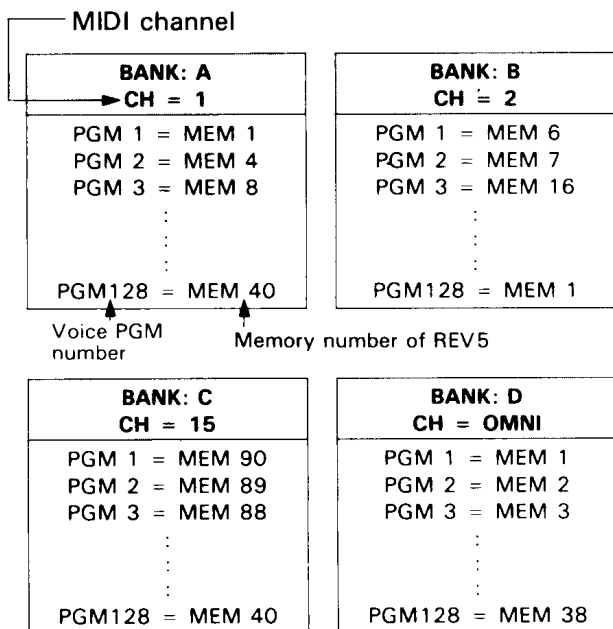 MIDI channel
BANK: A
CH = 1
PGM 1 = MEM 1
PGM 2 = MEM 4
PGM 3 = MEM 8
PGM128 = MEM 40
Voice PGM
number
Memory number of REV5
BANK: B
CH = 2
PGM 1 = MEM 6
PGM 2 = MEM 7
PGM 3 = MEM 16
PGM128 = MEM 1
BANK: C
CH = 15
PGM 1 = MEM 90
PGM 2 = MEM 89
PGM 3 = MEM 88
PGM128 = MEM 40
BANK: D
CH = OMNI
PGM 1 = MEM 1
PGM 2 = MEM 2
PGM 3 = MEM 3
PGM128 = MEM 38